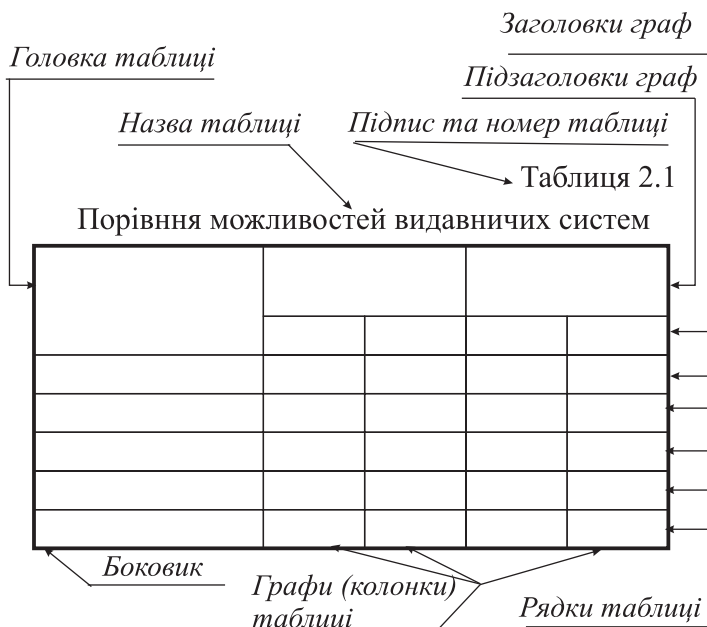 Заголовки граф
Головка таблиці
Підзаголовки граф
Назва таблиці
Підпис та номер таблиці
Таблиця 2.1
Порівння можливостей видавничих систем
Боковик
Графи (колонки)
таблиці
Рядки таблиці